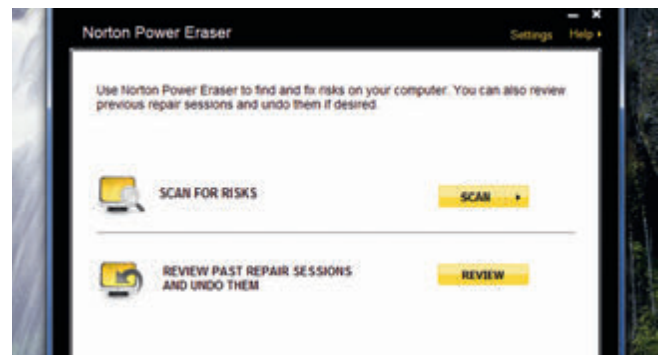 Norton Power Eraser
Settings Help
Use Norton Power Eraser to find and fix risks on your computer. You can also review
previous repair sessions and undo them if desired.
SCAN FOR RISKS
SCAN
REVIEW PAST REPAIR SESSIONS
AND UNDO THEM
REVIEW